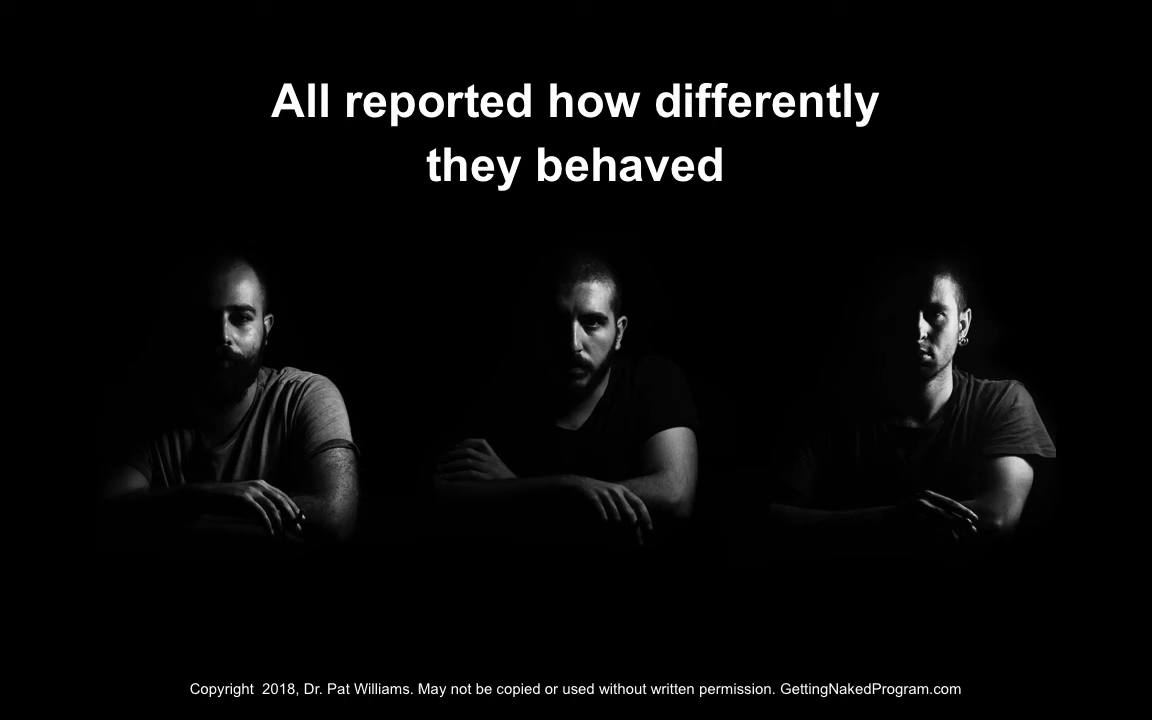 All reported how differently
they behaved
Copyright  2018, Dr. Pat Williams. May not be copied or used without written permission. GettingNakedProgram.com